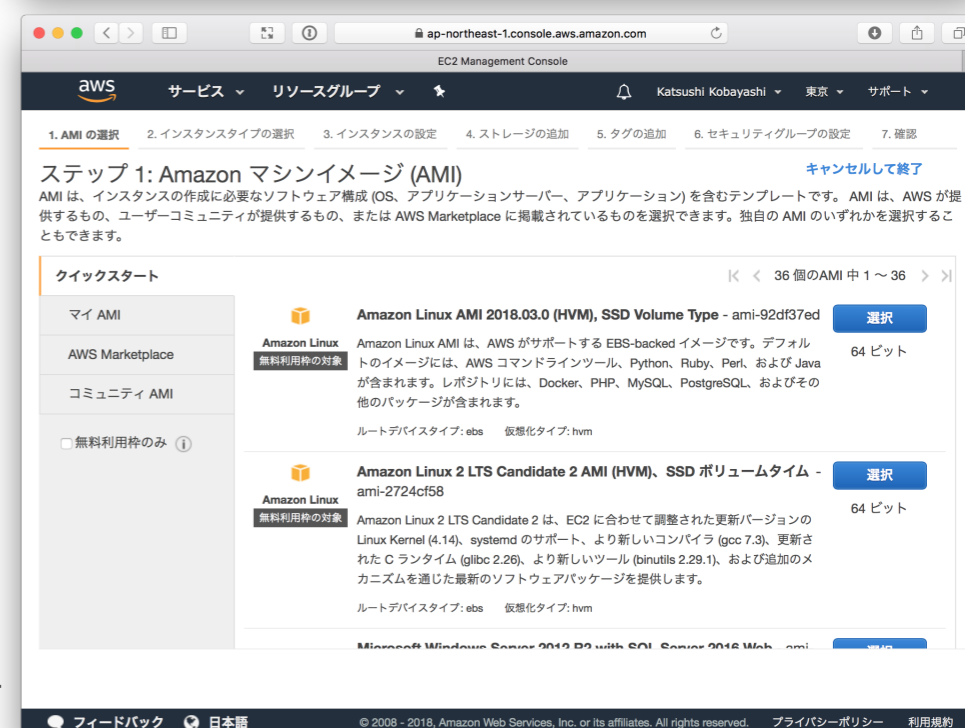 ap-northeast-1.console.aws.amazon.com
EC2 Management Console
aws サービス リソースグループ Katsushi Kobayashi 東京 サポート
1. AMI の選択 2. インスタンスタイプの選択 3. インスタンスの設定 4. ストレージの追加 5. タグの追加 6. セキュリティグループの設定 7. 確認
ステップ 1: Amazon マシンイメージ (AMI) キャンセルして終了
AMI は、インスタンスの作成に必要なソフトウェア構成 (OS、アプリケーションサーバー、アプリケーション) を含むテンプレートです。 AMI は、AWS が提
供するもの、ユーザーコミュニティが提供するもの、または AWS Marketplace に掲載されているものを選択できます。独自の AMI のいずれかを選択するこ
ともできます。
クイックスタート
36 個のAMI 中 1 ～ 36
マイ AMI
AWS Marketplace
コミュニティ AMI
無料利用枠のみ
Amazon Linux
無料利用枠の対象
Amazon Linux AMI 2018.03.0 (HVM), SSD Volume Type - ami-92df37ed
Amazon Linux AMI は、AWS がサポートする EBS-backed イメージです。デフォル
トのイメージには、AWS コマンドラインツール、Python、Ruby、Perl、および Java
が含まれます。レポジトリには、Docker、PHP、MySQL、PostgreSQL、およびその
他のパッケージが含まれます。
ルートデバイスタイプ: ebs 仮想化タイプ: hvm
選択
64 ビット
Amazon Linux
無料利用枠の対象
Amazon Linux 2 LTS Candidate 2 AMI (HVM)、SSD ボリュームタイム -
ami-2724cf58
Amazon Linux 2 LTS Candidate 2 は、EC2 に合わせて調整された更新バージョンの
Linux Kernel (4.14)、systemd のサポート、より新しいコンパイラ (gcc 7.3)、更新さ
れた C ランタイム (glibc 2.26)、より新しいツール (binutils 2.29.1)、および追加のメ
カニズムを通じた最新のソフトウェアパッケージを提供します。
ルートデバイスタイプ: ebs 仮想化タイプ: hvm
選択
64 ビット
Microsoft Windows Server 2012 R2 with SQL Server 2016 Web - ami-
選択
フィードバック 日本語 © 2008 - 2018, Amazon Web Services, Inc. or its affiliates. All rights reserved. プライバシーポリシー 利用規約